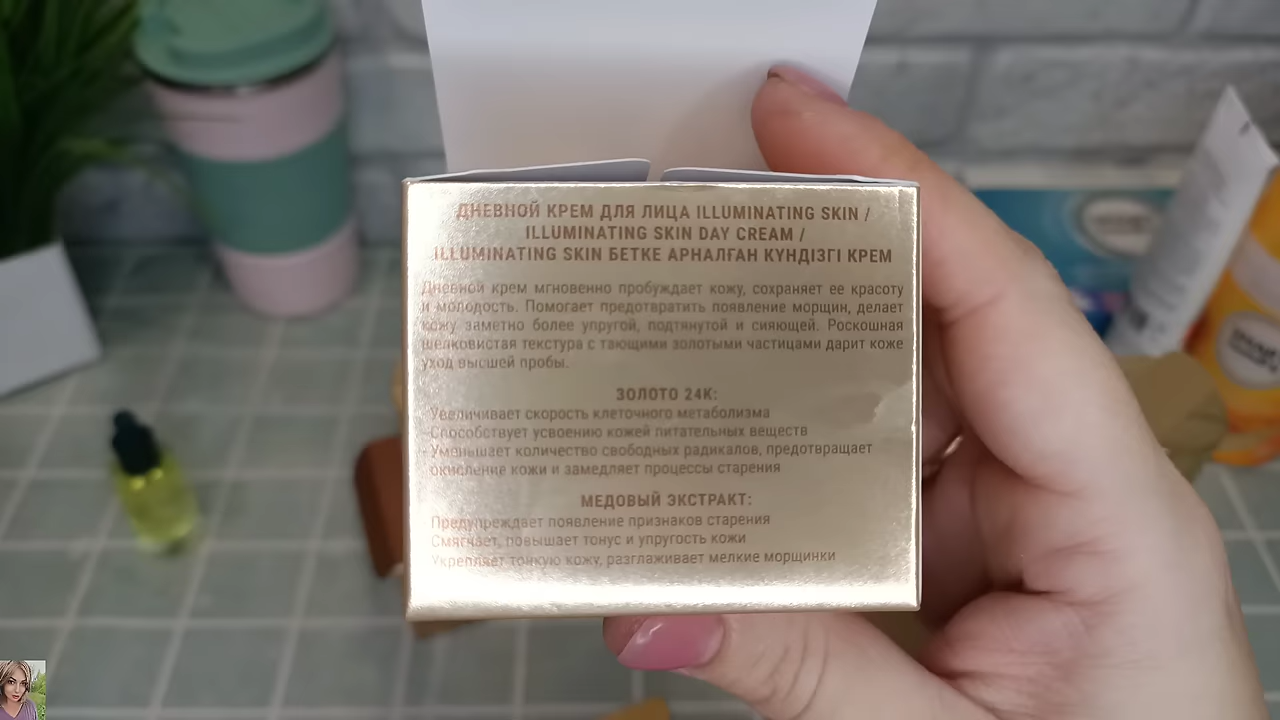 ДНЕВНОЙ КРЕМ ДЛЯ ЛИЦА ILLUMINATING SKIN /
ILLUMINATING SKIN DAY CREAM /
ILLUMINATING SKIN БЕТКЕ АРНАЛҒАН КҮНДІЗГІ КРЕМ
Дневной крем мгновенно пробуждает кожу, сохраняет ее красоту
и молодость. Помогает предотвратить появление морщин, делает
кожу заметно более упругой, подтянутой и сияющей. Роскошная
шелковистая текстура с тающими золотыми частицами дарит коже
уход высшей пробы.
ЗОЛОТО 24К:
Увеличивает скорость клеточного метаболизма
Способствует усвоению кожей питательных веществ
Уменьшает количество свободных радикалов, предотвращает
окисление кожи и замедляет процессы старения
МЕДОВЫЙ ЭКСТРАКТ:
Предупреждает появление признаков старения
Смягчает, повышает тонус и упругость кожи
Укрепляет тонкую кожу, разглаживает мелкие морщинки